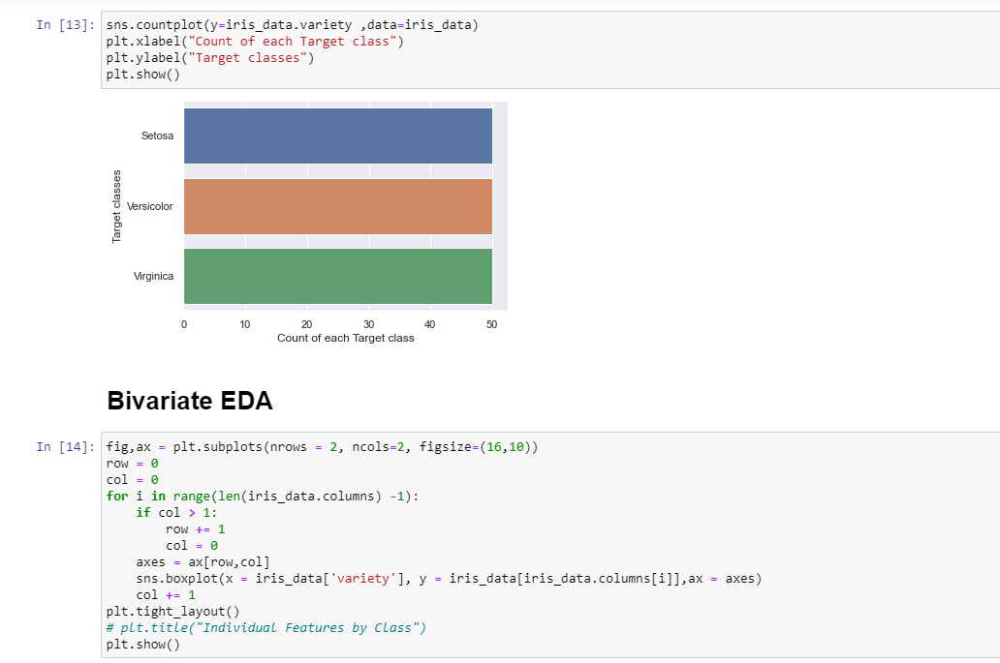 In [13]: sns.countplot(y=iris_data.variety ,data=iris_data)
plt.xlabel("Count of each Target class")
plt.ylabel("Target classes")
plt.show()
Target classes
Setosa
Versicolor
Virginica
0 10 20 30 40 50
Count of each Target class
Bivariate EDA
In [14]: fig,ax = plt.subplots(nrows = 2, ncols=2, figsize=(16,10))
row = 0
col = 0
for i in range(len(iris_data.columns) -1):
    if col > 1:
        row += 1
        col = 0
    axes = ax[row,col]
    sns.boxplot(x = iris_data['variety'], y = iris_data[iris_data.columns[i]],ax = axes)
    col += 1
plt.tight_layout()
# plt.title("Individual Features by Class")
plt.show()